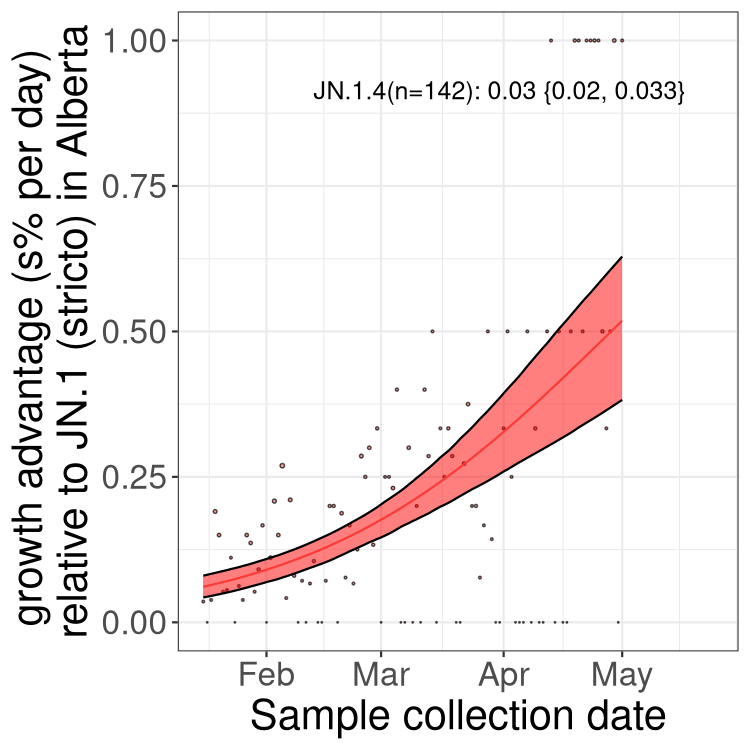 growth advantage (s% per day)
relative to JN.1 (stricto) in Alberta
1.00
0.75
0.50
0.25
0.00
JN.1.4(n=142): 0.03 {0.02, 0.033}
Feb Mar Apr May
Sample collection date